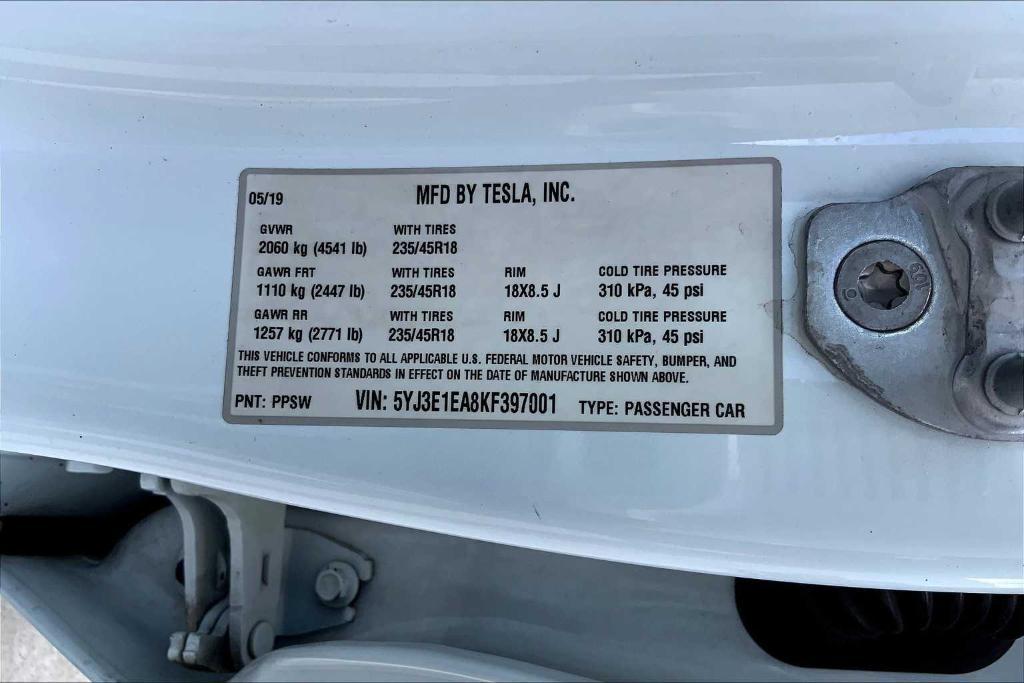 05/19 MFD BY TESLA, INC.
GVWR WITH TIRES
2060 kg (4541 lb) 235/45R18
GAWR FRT WITH TIRES RIM COLD TIRE PRESSURE
1110 kg (2447 lb) 235/45R18 18X8.5 J 310 kPa, 45 psi
GAWR RR WITH TIRES RIM COLD TIRE PRESSURE
1257 kg (2771 lb) 235/45R18 18X8.5 J 310 kPa, 45 psi
THIS VEHICLE CONFORMS TO ALL APPLICABLE U.S. FEDERAL MOTOR VEHICLE SAFETY, BUMPER, AND
THEFT PREVENTION STANDARDS IN EFFECT ON THE DATE OF MANUFACTURE SHOWN ABOVE.
PNT: PPSW VIN: 5YJ3E1EA8KF397001 TYPE: PASSENGER CAR